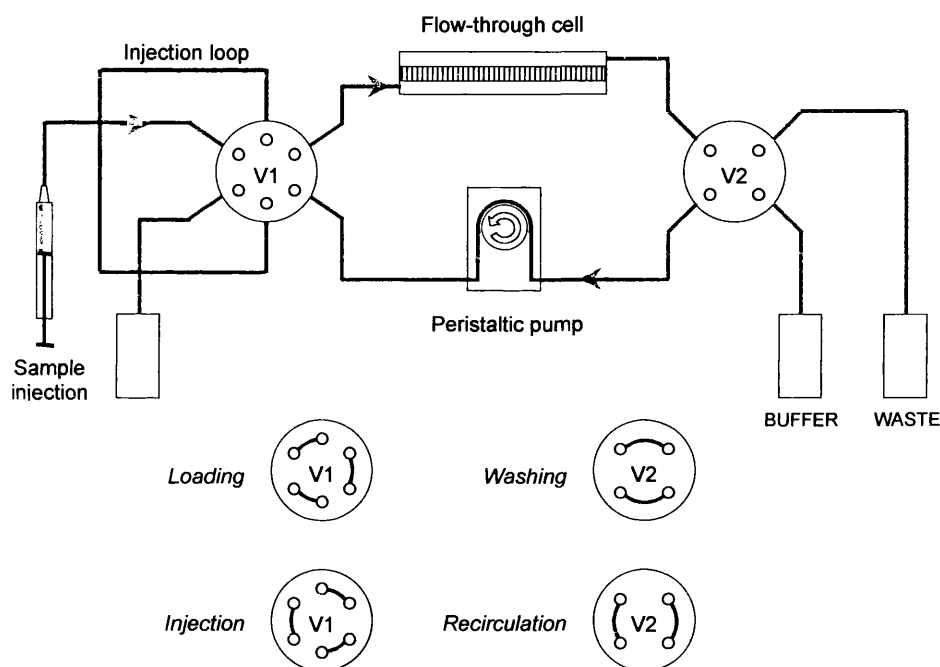 Flow-through cell
Injection loop
V1
V2
Peristaltic pump
Sample
injection
BUFFER
WASTE
Loading
V1
Washing
V2
Injection
V1
Recirculation
V2